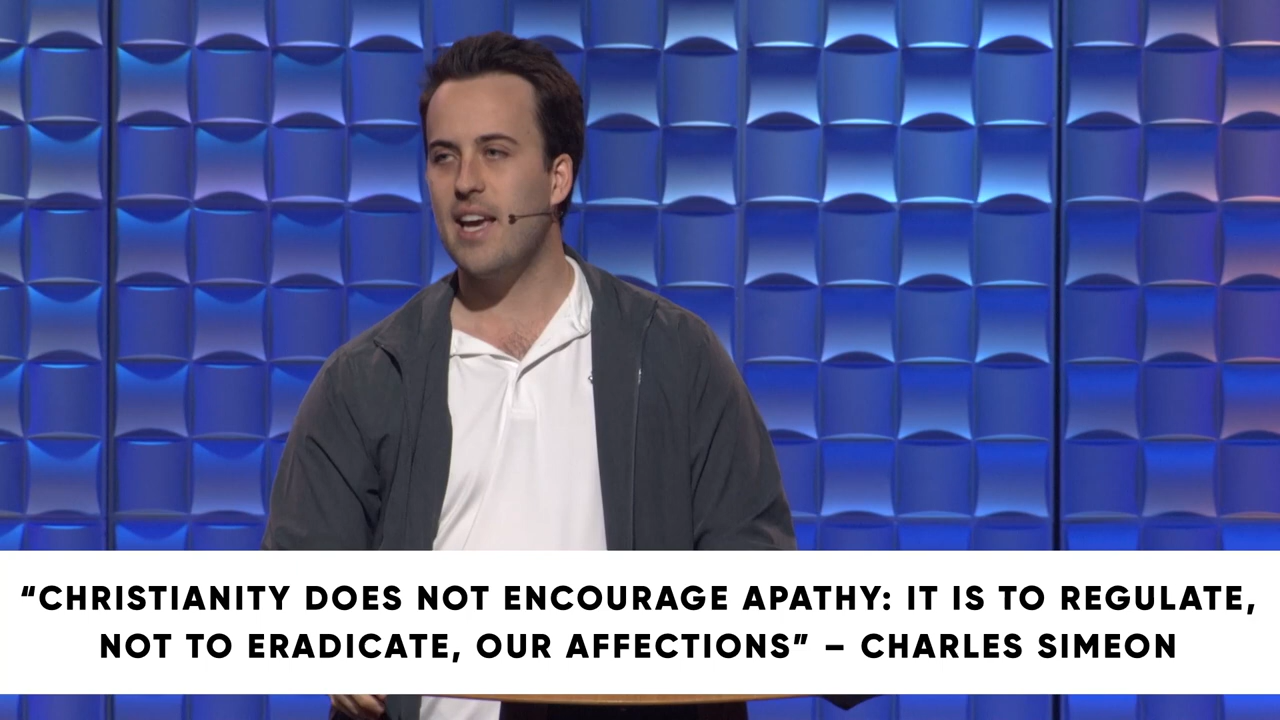 “CHRISTIANITY DOES NOT ENCOURAGE APATHY: IT IS TO REGULATE,
NOT TO ERADICATE, OUR AFFECTIONS” – CHARLES SIMEON